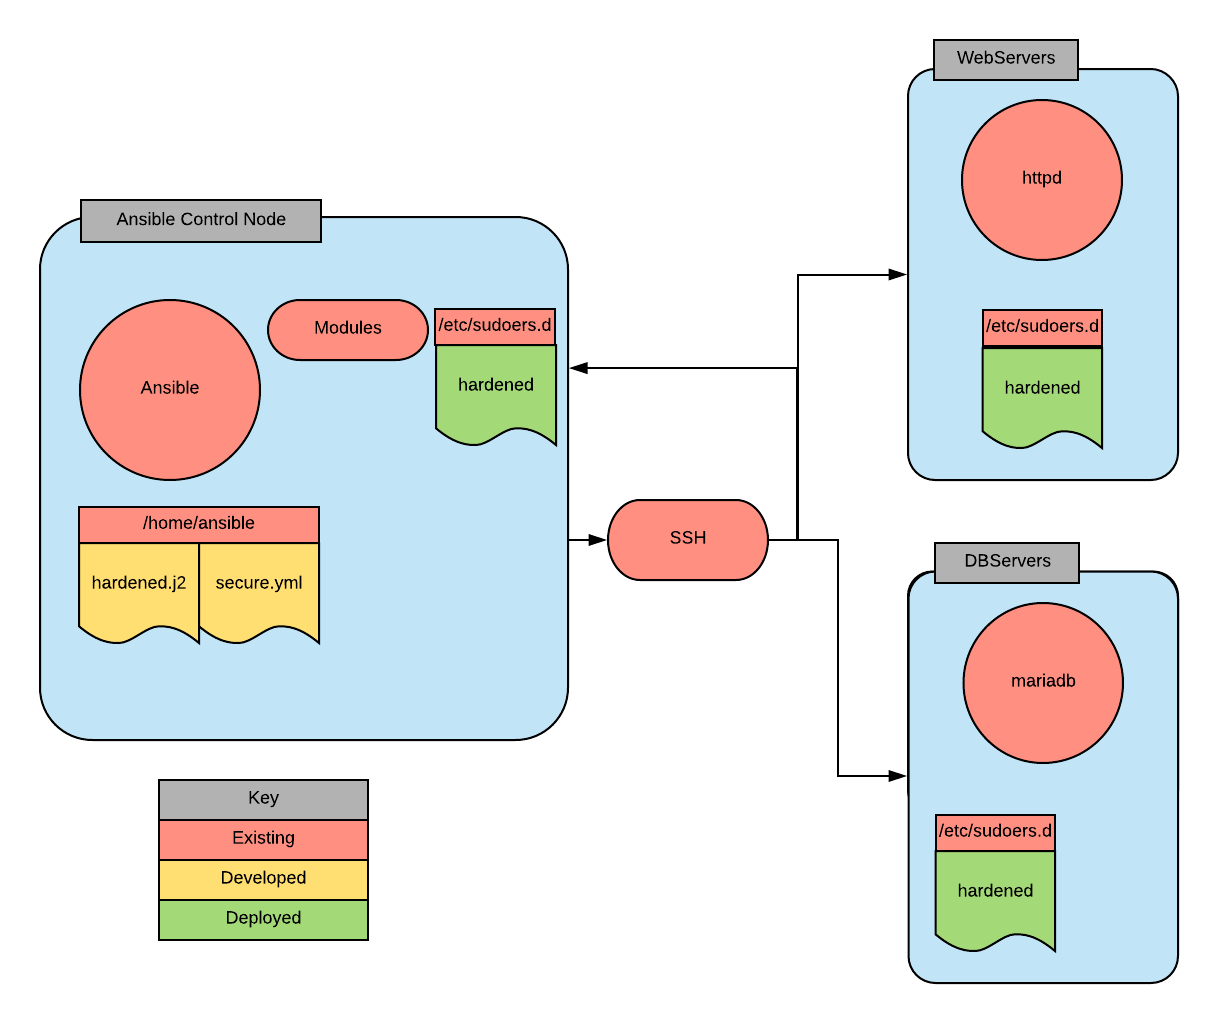 WebServers
httpd
/etc/sudoers.d
hardened
Ansible Control Node
Ansible
Modules
/etc/sudoers.d
hardened
/home/ansible
hardened.j2
secure.yml
SSH
DBServers
mariadb
/etc/sudoers.d
hardened
Key
Existing
Developed
Deployed